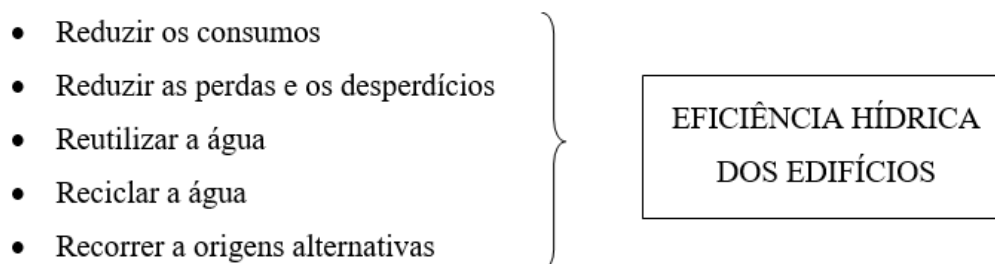 • Reduzir os consumos
• Reduzir as perdas e os desperdícios
• Reutilizar a água
• Reciclar a água
• Recorrer a origens alternativas
EFICIÊNCIA HÍDRICA
DOS EDIFÍCIOS